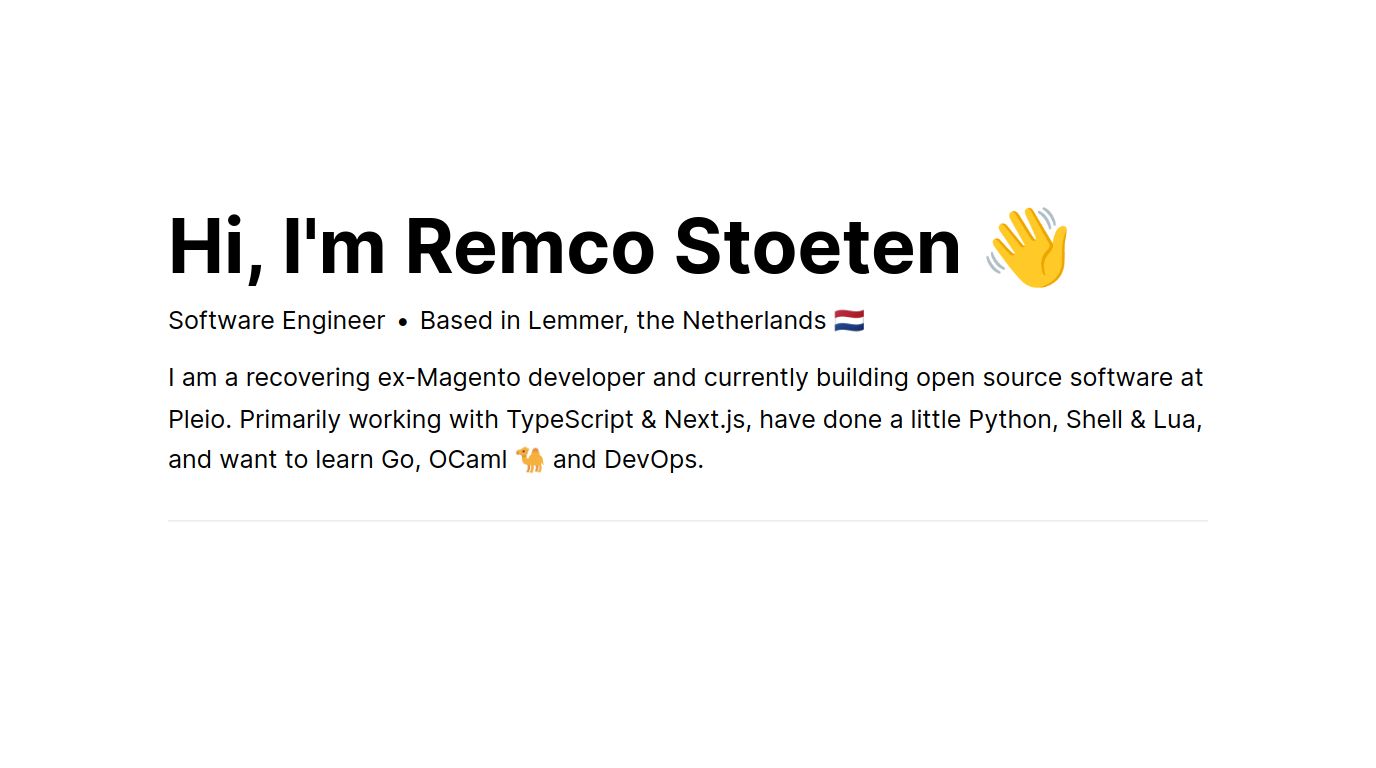 Hi, I'm Remco Stoeten 👋
Software Engineer • Based in Lemmer, the Netherlands 🇳🇱
I am a recovering ex-Magento developer and currently building open source software at
Pleio. Primarily working with TypeScript & Next.js, have done a little Python, Shell & Lua,
and want to learn Go, OCaml 🐫 and DevOps.